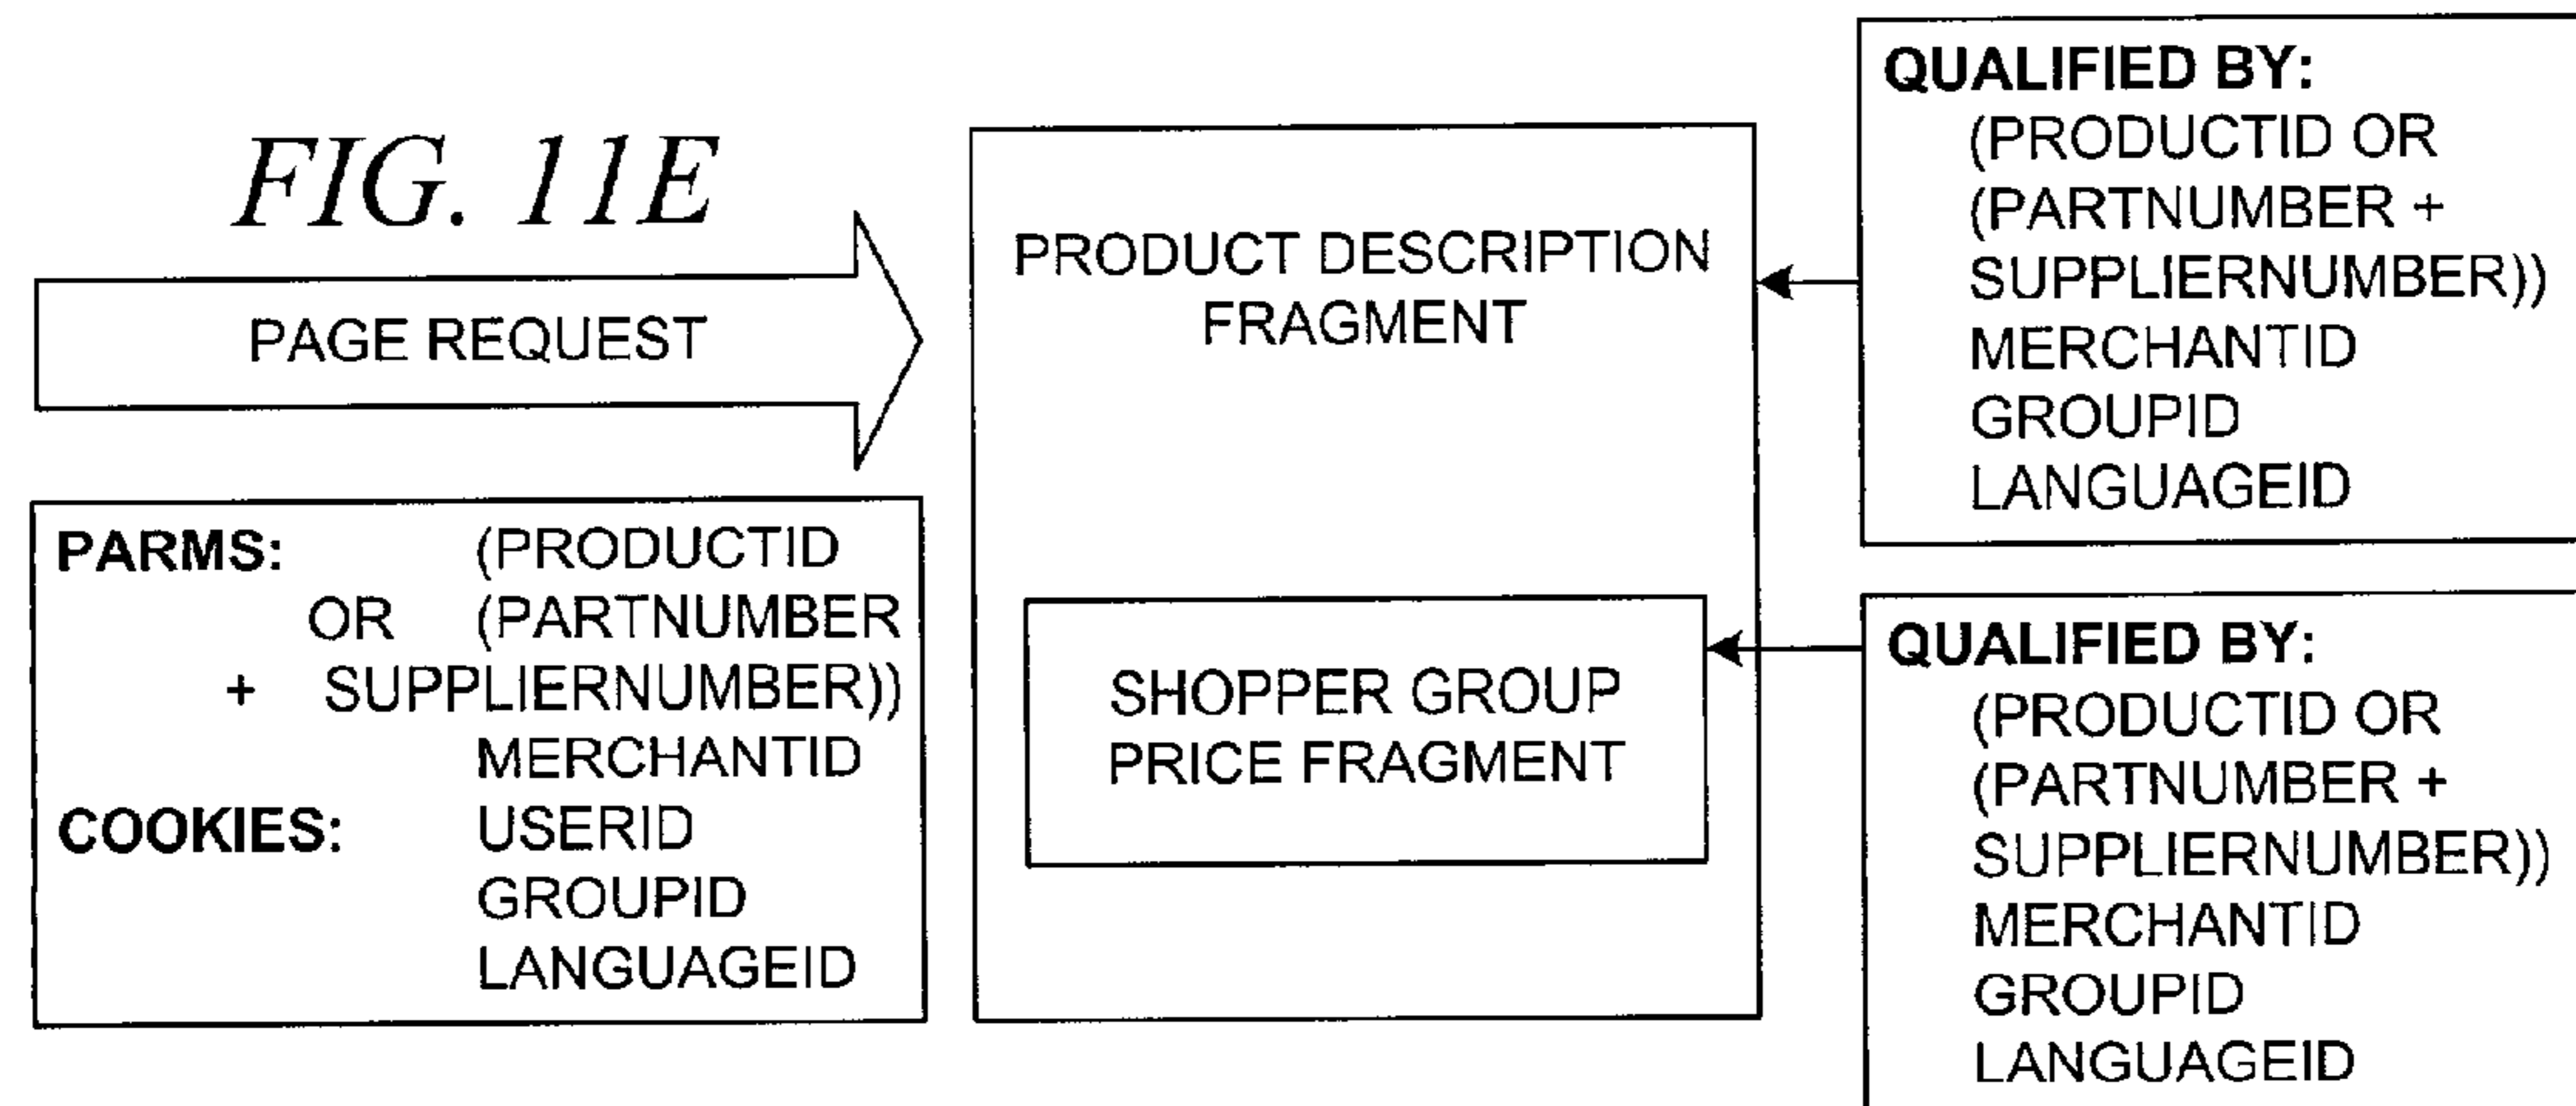 FIG. 11E
PAGE REQUEST
PARMS: (PRODUCTID
OR (PARTNUMBER
+ SUPPLIERNUMBER))
MERCHANTID
COOKIES: USERID
GROUPID
LANGUAGEID
PRODUCT DESCRIPTION
FRAGMENT
SHOPPER GROUP
PRICE FRAGMENT
QUALIFIED BY:
(PRODUCTID OR
(PARTNUMBER +
SUPPLIERNUMBER))
MERCHANTID
GROUPID
LANGUAGEID
QUALIFIED BY:
(PRODUCTID OR
(PARTNUMBER +
SUPPLIERNUMBER))
MERCHANTID
GROUPID
LANGUAGEID